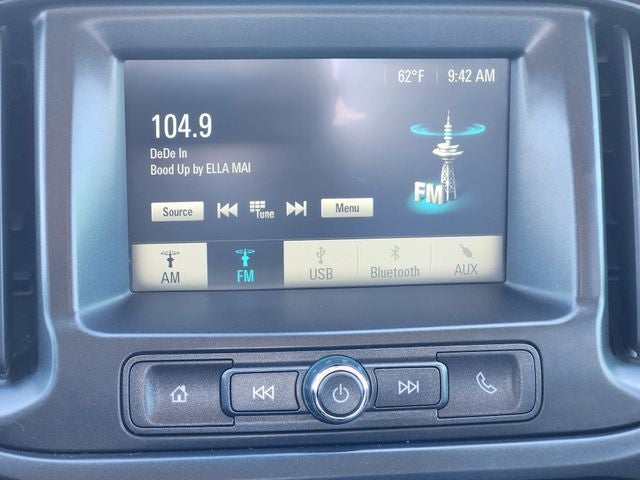 62°F 9:42 AM
104.9
DeDe In
Bood Up by ELLA MAI
FM
Source Tune Menu
AM FM USB Bluetooth AUX